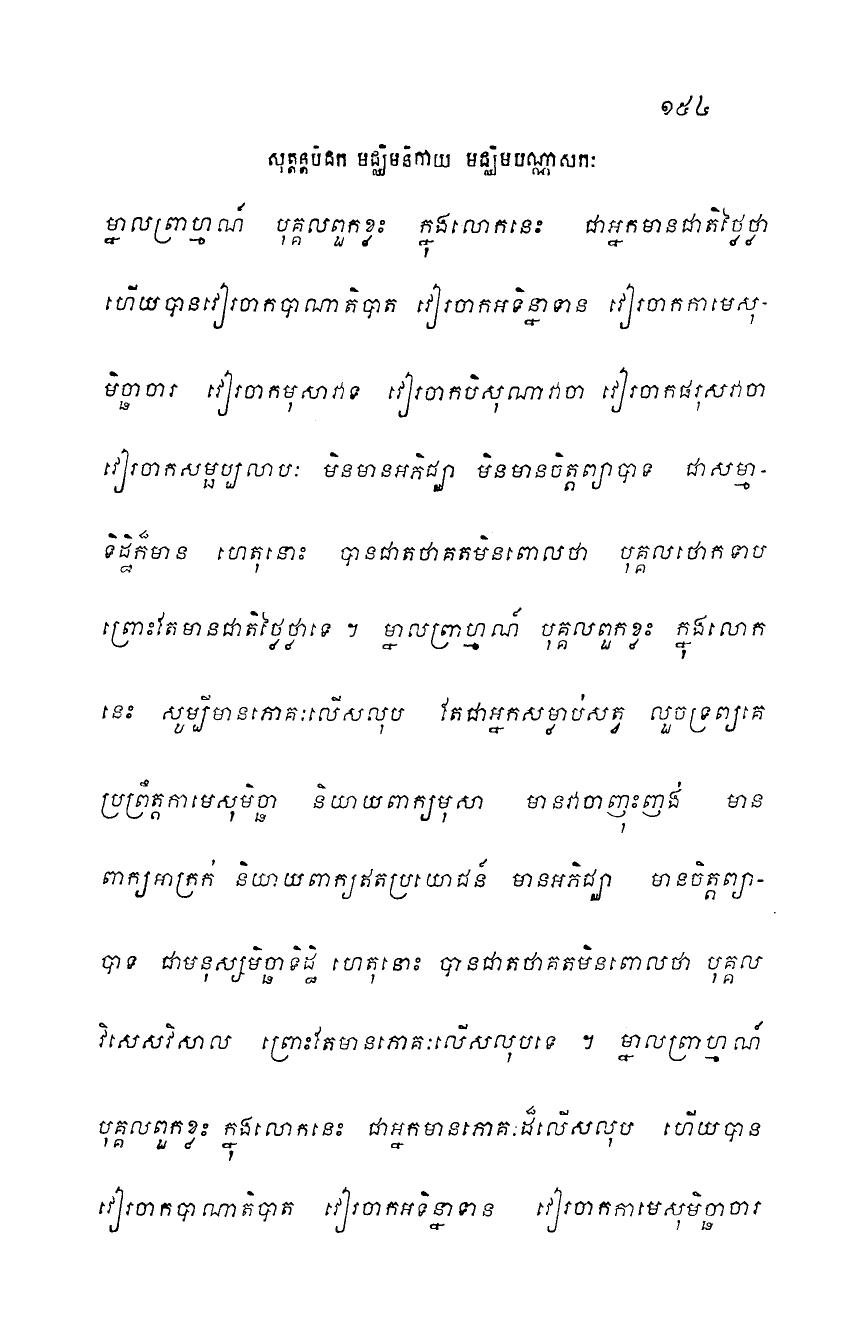 ១៥៤
សុត្តន្តបិដក មជ្ឈិមនិកាយ មជ្ឈិមបណ្ណាសកៈ
ម្នាលព្រាហ្មណ៍ បុគ្គលពួកខ្លះ ក្នុងលោកនេះ ជាអ្នកមានជាតិថ្លៃថ្លា
ហើយបានវៀរចាកបាណាតិបាត វៀរចាកអទិន្នាទាន វៀរចាកកាមេសុ-
មិច្ឆាចារ វៀរចាកមុសាវាទ វៀរចាកបិសុណាវាចា វៀរចាកផរុសវាចា
វៀរចាកសម្ផប្បលាបៈ មិនមានអភិជ្ឈា មិនមានចិត្តព្យាបាទ ជាសម្មា-
ទិដ្ឋិក៏មាន ហេតុនោះ បានជាតថាគតមិនពោលថា បុគ្គលថោកទាប
ព្រោះតែមានជាតិថ្លៃថ្លាទេ ។ ម្នាលព្រាហ្មណ៍ បុគ្គលពួកខ្លះ ក្នុងលោក
នេះ សូម្បីមានភោគៈលើសលុប តែជាអ្នកសម្លាប់សត្វ លួចទ្រព្យគេ
ប្រព្រឹត្តកាមេសុមិច្ឆា និយាយពាក្យមុសា មានវាចាញុះញង់ មាន
ពាក្យអាក្រក់ និយាយពាក្យឥតប្រយោជន៍ មានអភិជ្ឈា មានចិត្តព្យា-
បាទ ជាមនុស្សមិច្ឆាទិដ្ឋិ ហេតុនោះ បានជាតថាគតមិនពោលថា បុគ្គល
វិសេសវិសាល ព្រោះតែមានភោគៈលើសលុបទេ ។ ម្នាលព្រាហ្មណ៍
បុគ្គលពួកខ្លះ ក្នុងលោកនេះ ជាអ្នកមានភោគៈដ៏លើសលុប ហើយបាន
វៀរចាកបាណាតិបាត វៀរចាកអទិន្នាទាន វៀរចាកកាមេសុមិច្ឆាចារ